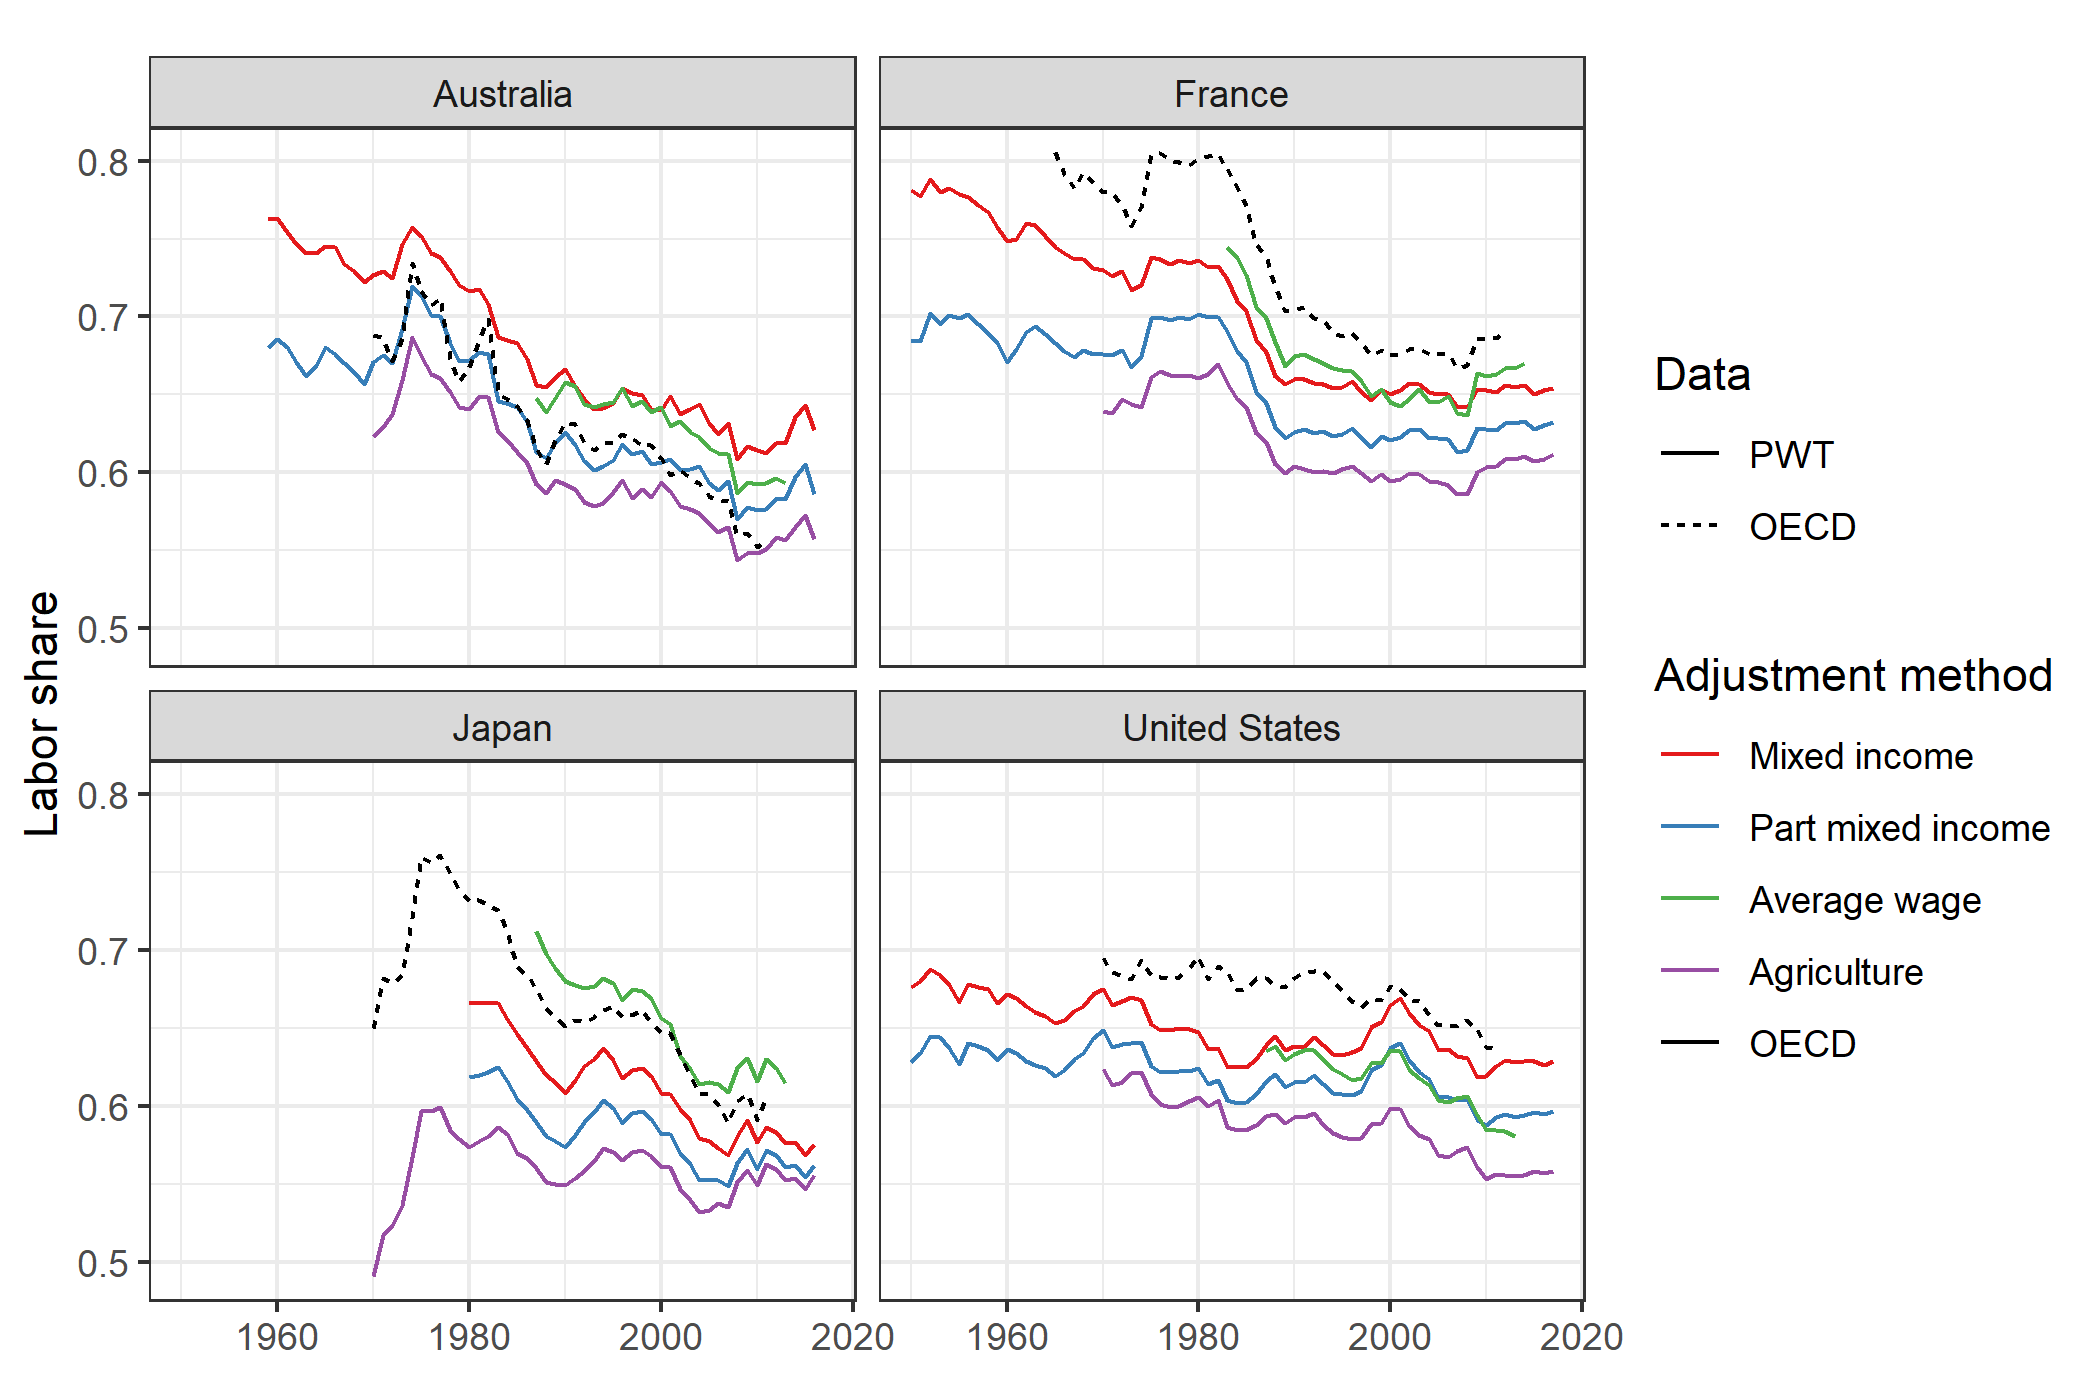 Australia
France
0.8
0.7
0.6
0.5
Japan
United States
0.8
0.7
0.6
0.5
1960
1980
2000
2020
1960
1980
2000
2020
Labor share
Data
PWT
OECD
Adjustment method
Mixed income
Part mixed income
Average wage
Agriculture
OECD